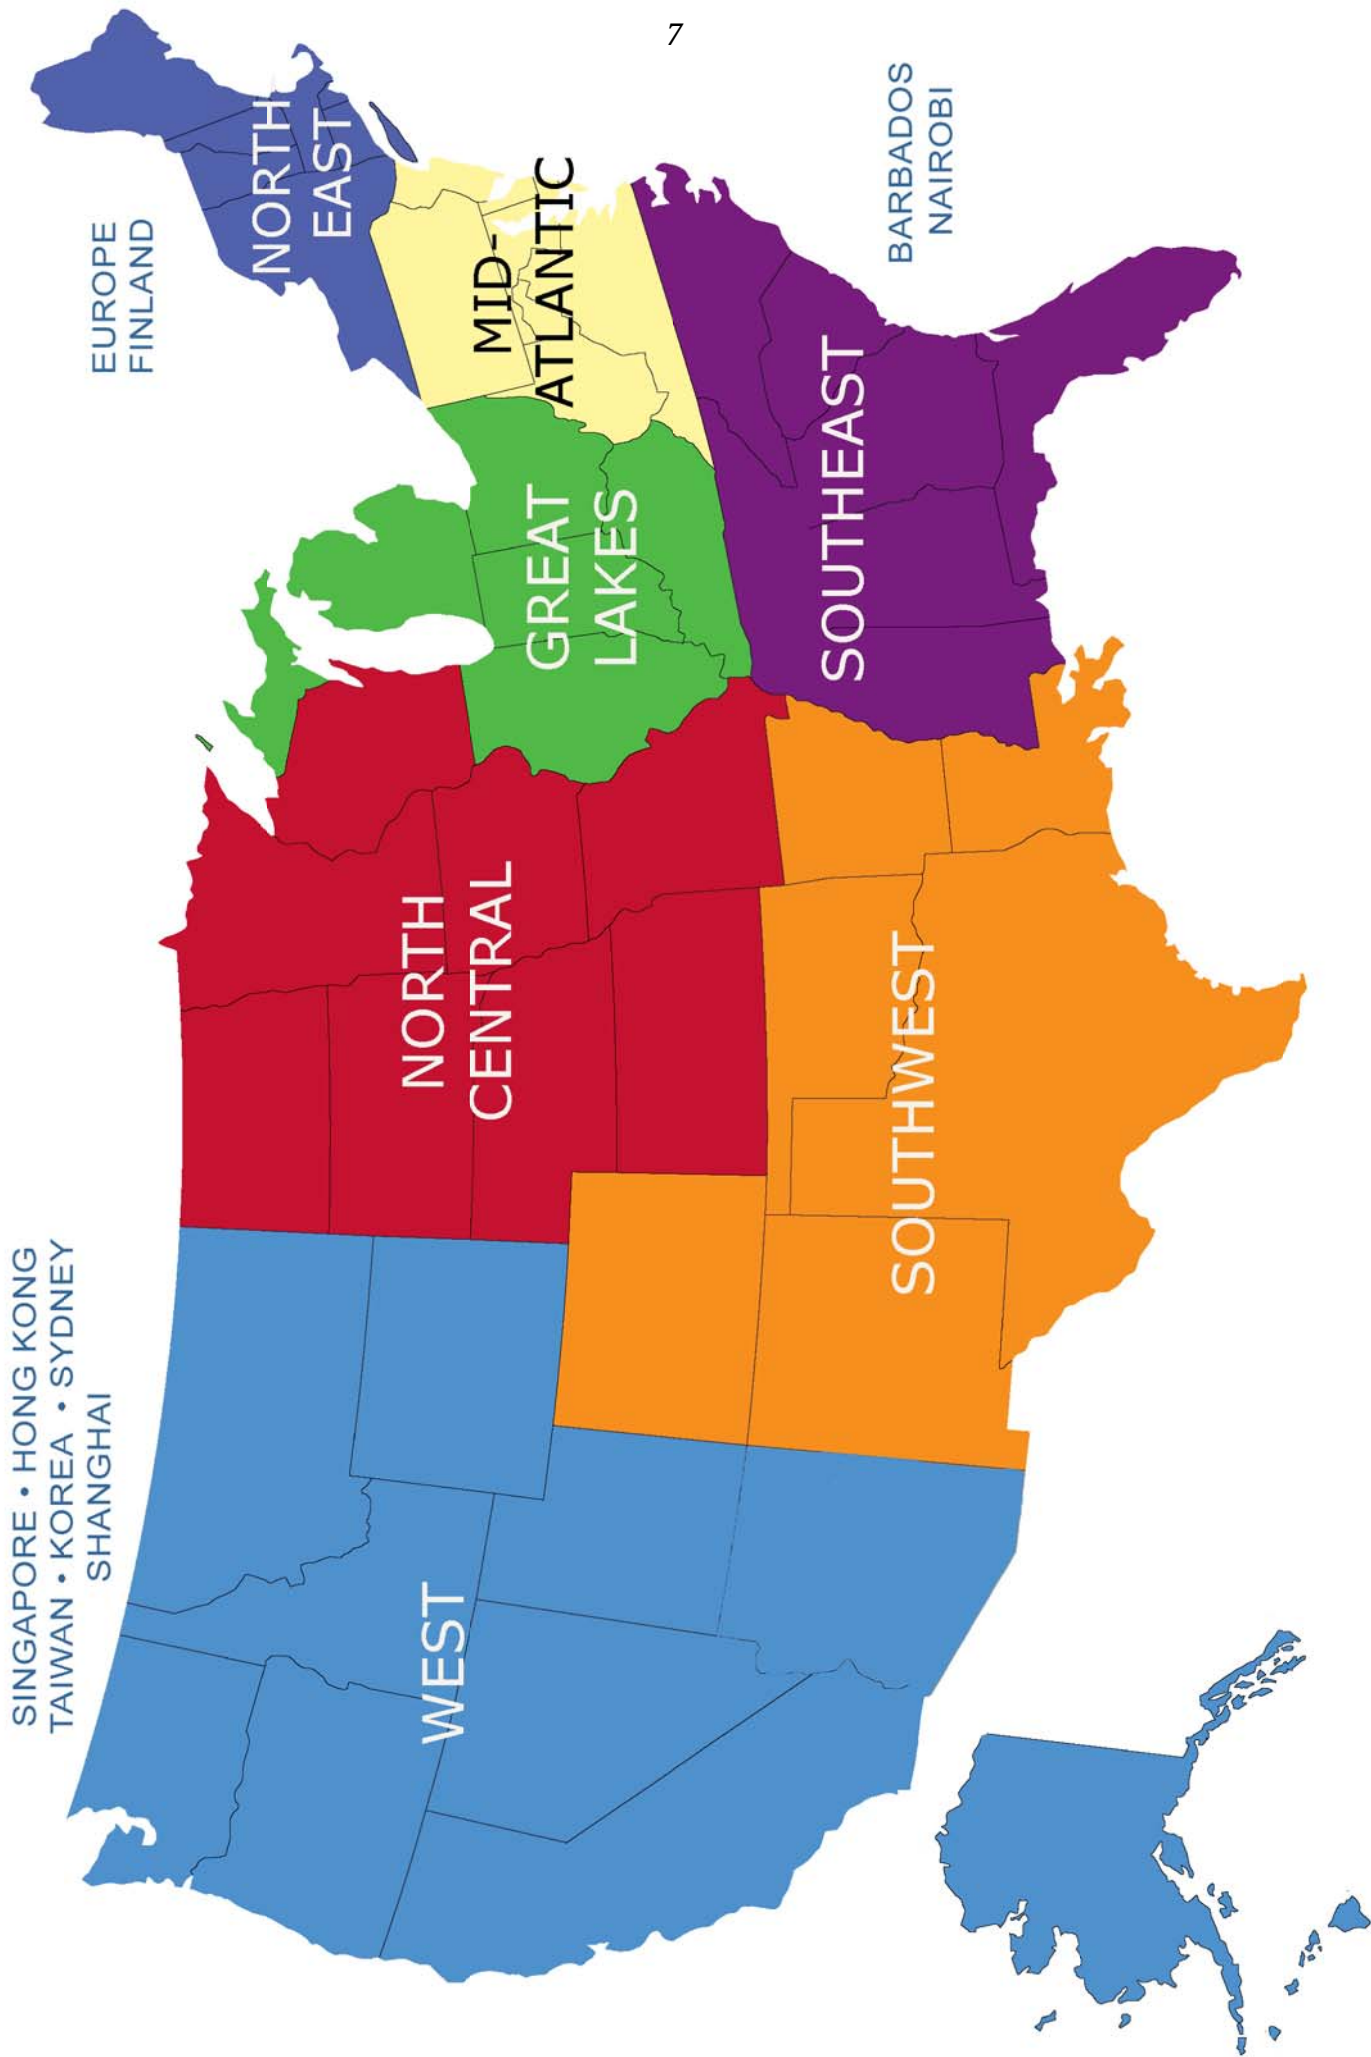 7
SINGAPORE • HONG KONG
TAIWAN • KOREA • SYDNEY
SHANGHAI
EUROPE
FINLAND
NORTH
EAST
MID-
ATLANTIC
GREAT
LAKES
NORTH
CENTRAL
WEST
SOUTHEAST
SOUTHWEST
BARBADOS
NAIROBI